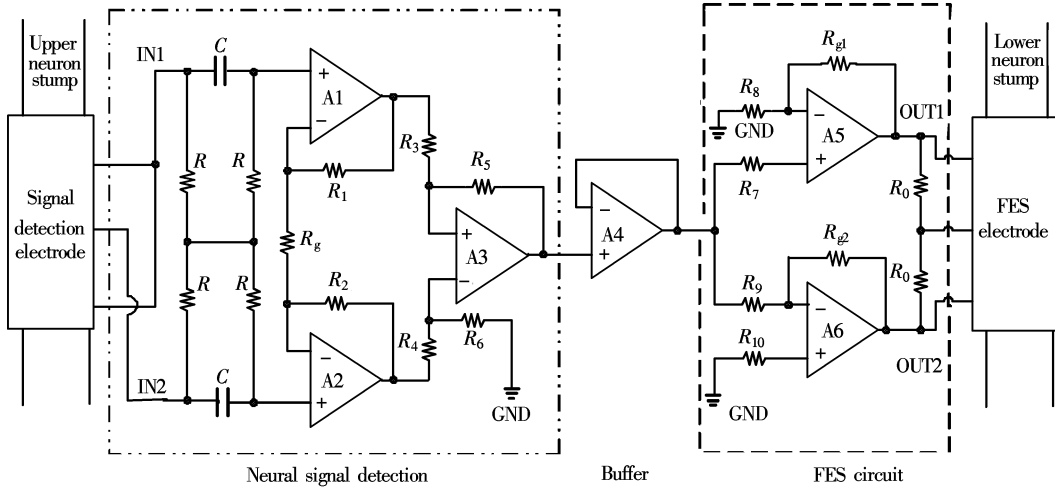 Upper
neuron
stump
IN1
C
A1
+
−
R
R
R1
R3
R5
Signal
detection
electrode
Rg
+
A3
−
R
R
R2
R4
R6
−
A2
+
IN2
C
GND
−
A4
+
Rg1
R8
GND
−
A5
+
OUT1
R7
R0
Rg2
R9
−
A6
+
R0
R10
GND
OUT2
Lower
neuron
stump
FES
electrode
Neural signal detection
Buffer
FES circuit